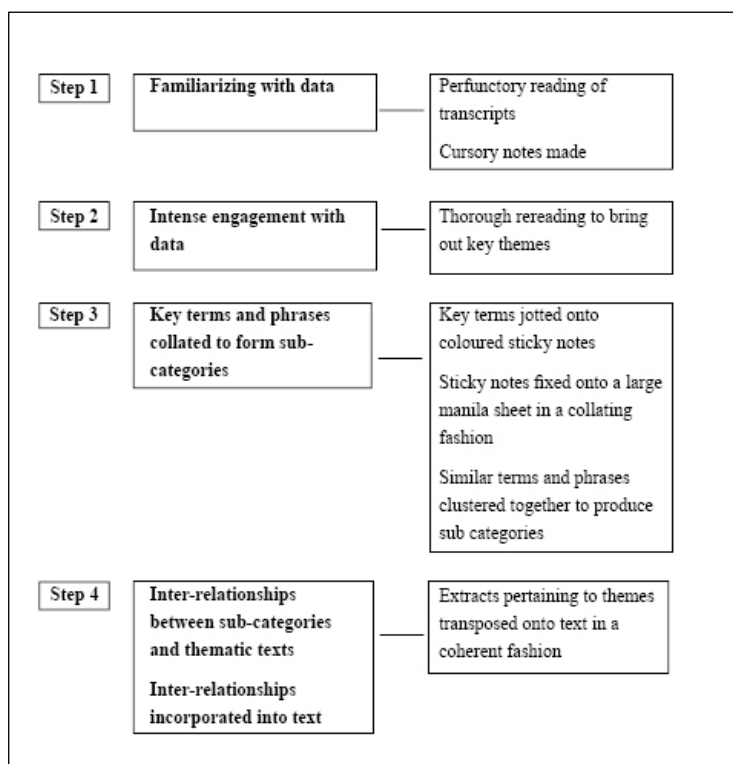 Step 1
Familiarizing with data
Perfunctory reading of
transcripts
Cursory notes made
Step 2
Intense engagement with
data
Thorough rereading to bring
out key themes
Step 3
Key terms and phrases
collated to form sub-
categories
Key terms jotted onto
coloured sticky notes
Sticky notes fixed onto a large
manila sheet in a collating
fashion
Similar terms and phrases
clustered together to produce
sub categories
Step 4
Inter-relationships
between sub-categories
and thematic texts
Inter-relationships
incorporated into text
Extracts pertaining to themes
transposed onto text in a
coherent fashion